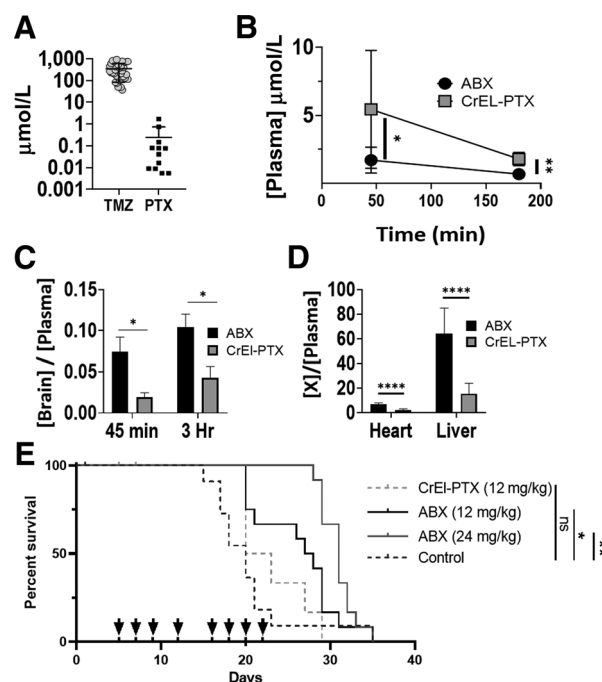 A
μmol/L
1,000
100
10
1
0.1
0.01
0.001
TMZ PTX
B
[Plasma] μmol/L
10
5
ABX
CrEL-PTX
*
**
0 50 100 150 200
Time (min)
C
[Brain] / [Plasma]
0.15
0.10
0.05
0.00
* *
ABX
CrEl-PTX
45 min 3 Hr
D
[X]/[Plasma]
100
80
60
40
20
0
**** ****
ABX
CrEL-PTX
Heart Liver
E
Percent survival
100
50
0
0 10 20 30 40
Days
CrEl-PTX (12 mg/kg)
ABX (12 mg/kg)
ABX (24 mg/kg)
Control
ns
*